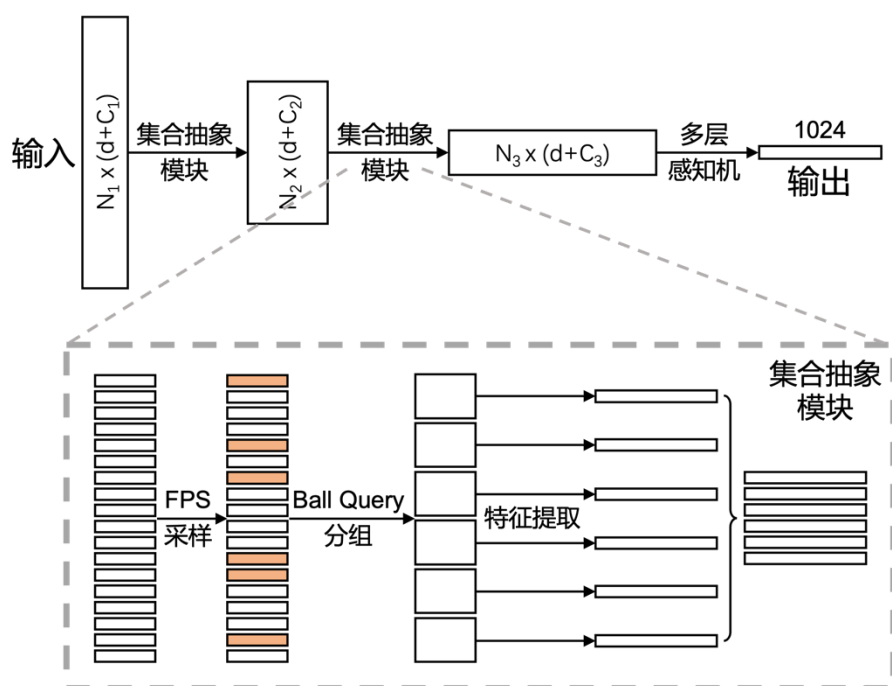 输入
N₁ x (d+C₁)
集合抽象
模块
N₂ x (d+C₂)
集合抽象
模块
N₃ x (d+C₃)
多层
感知机
1024
输出
集合抽象
模块
FPS
采样
Ball Query
分组
特征提取